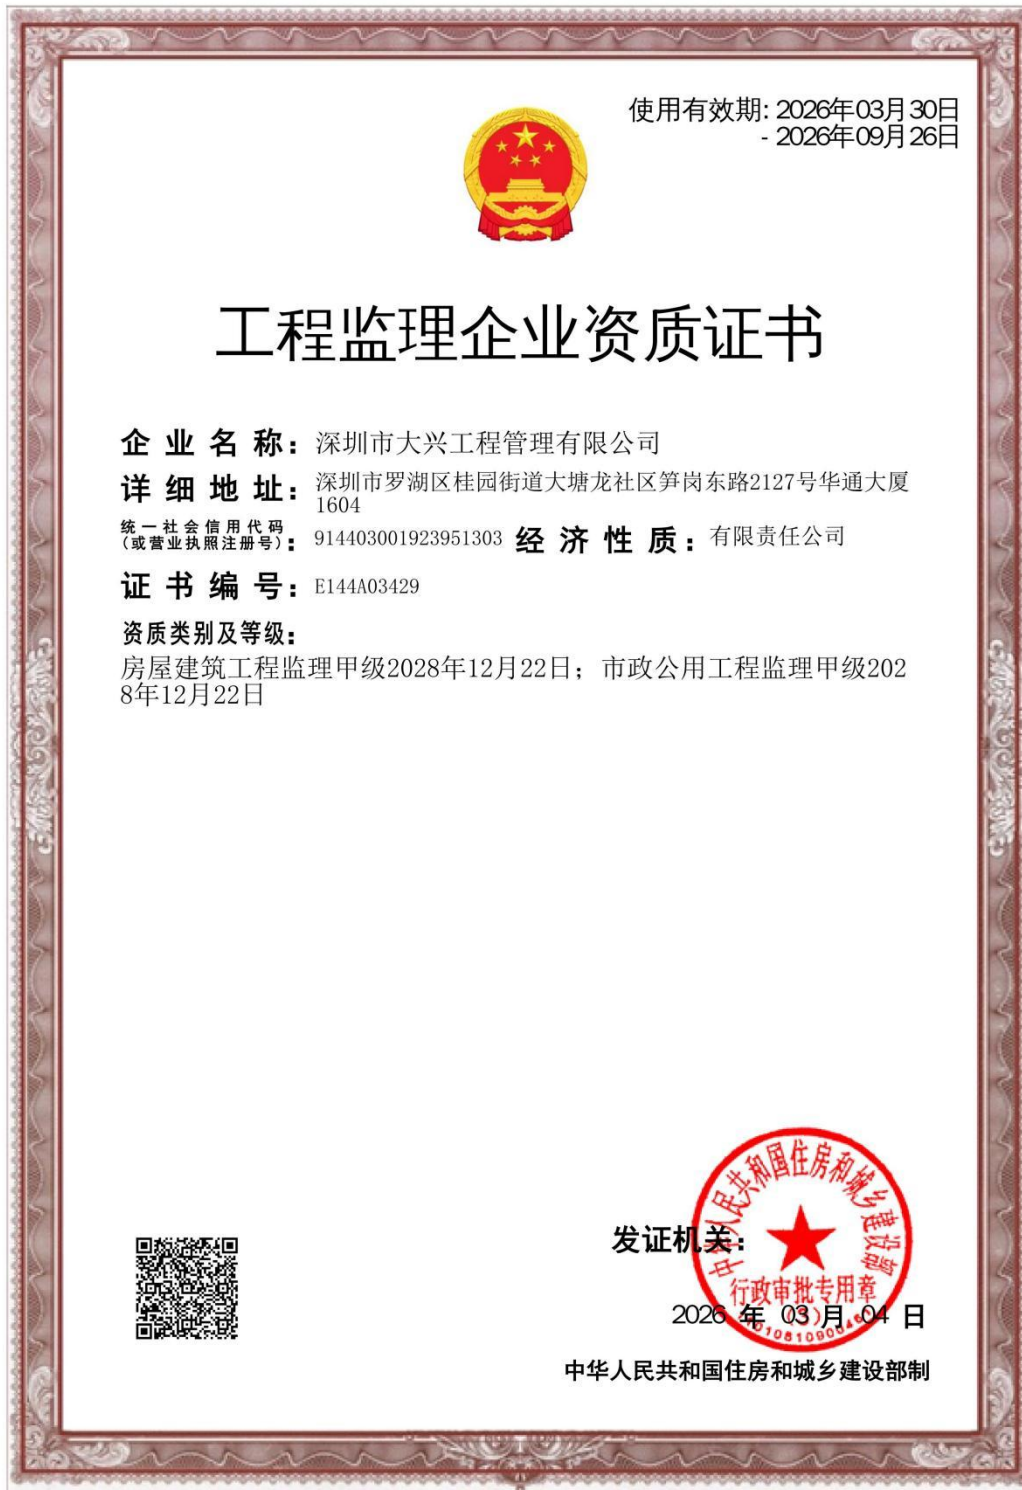 使用有效期: 2026年03月30日
- 2026年09月26日
工程监理企业资质证书
企业名称：深圳市大兴工程管理有限公司
详细地址：深圳市罗湖区桂园街道大塘龙社区笋岗东路2127号华通大厦
1604
统一社会信用代码
(或营业执照注册号)：914403001923951303 经济性质：有限责任公司
证书编号：E144A03429
资质类别及等级：
房屋建筑工程监理甲级2028年12月22日；市政公用工程监理甲级202
8年12月22日
中华人民共和国住房和城乡建设部
发证机关：
行政审批专用章
2026 年 03 月 04 日
中华人民共和国住房和城乡建设部制